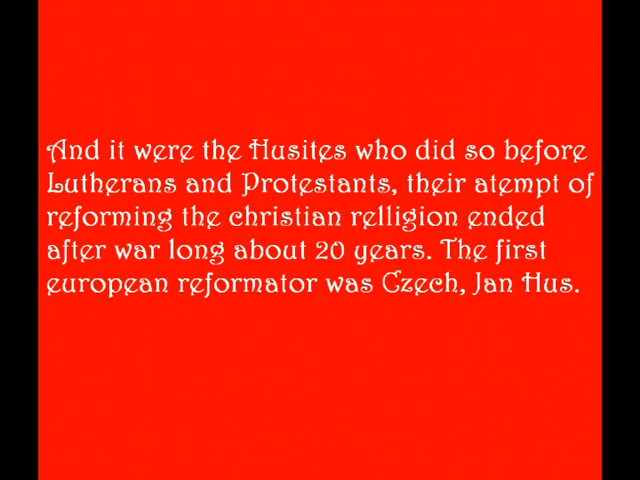 And it were the Husites who did so before
Lutherans and Protestants, their atempt of
reforming the christian relligion ended
after war long about 20 years. The first
european reformator was Czech, Jan Hus.